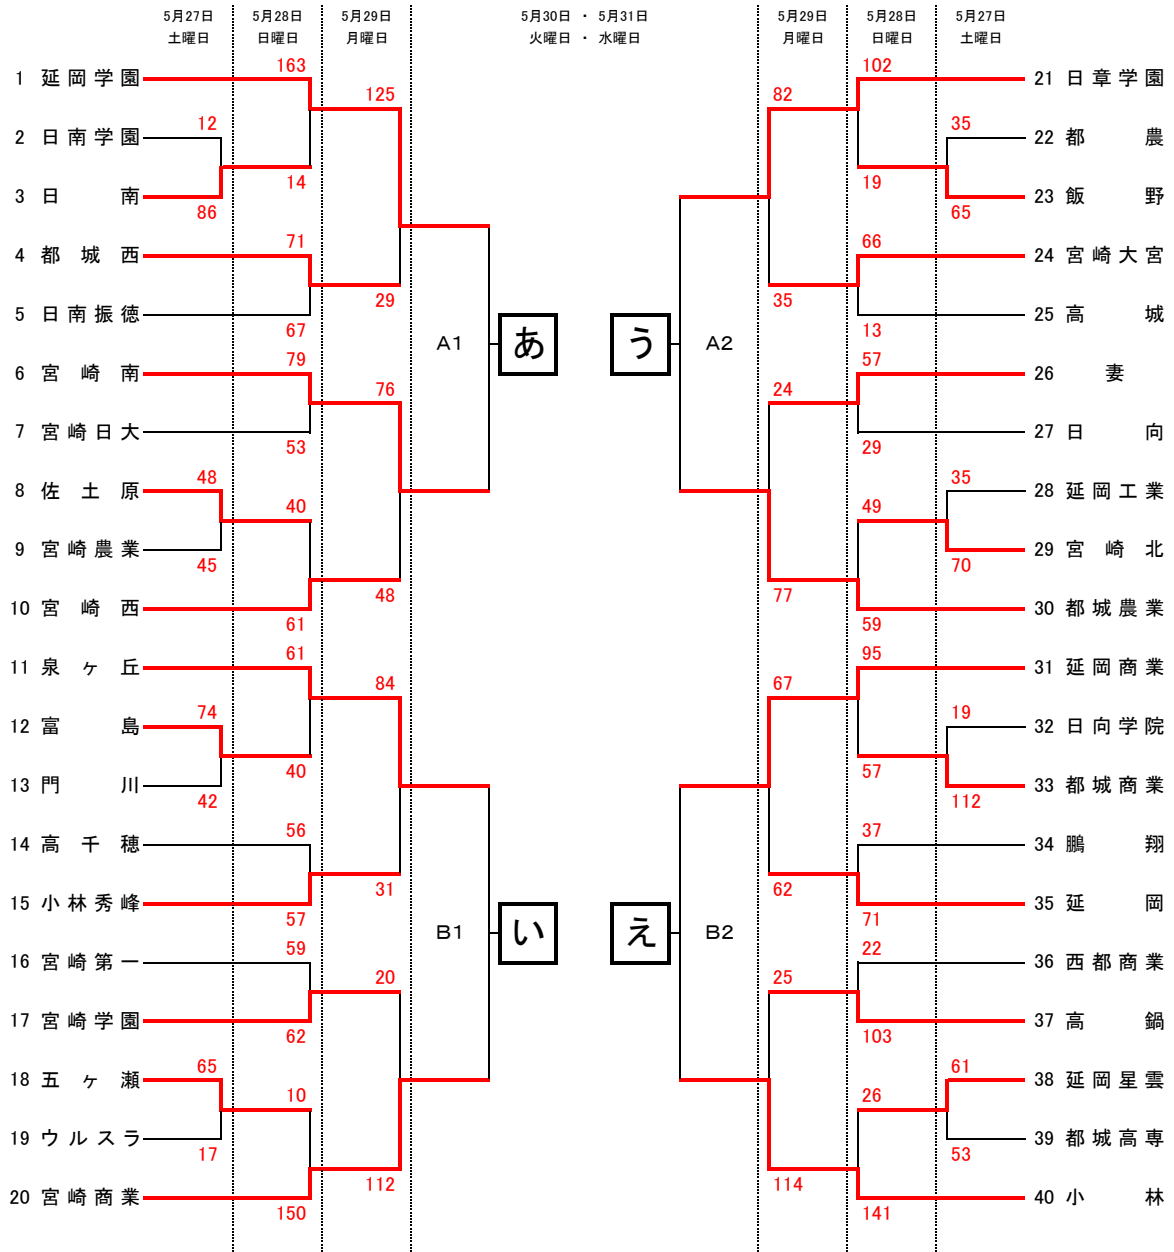 5月27日 5月28日 5月29日 5月30日 ・ 5月31日 5月29日 5月28日 5月27日
土曜日 日曜日 月曜日 火曜日 ・ 水曜日 月曜日 日曜日 土曜日
163 102
1 延岡学園 21 日章学園
125 82
12 35
2 日南学園 22 都農
14 19
3 日南 23 飯野
86 65
71 66
4 都城西 24 宮崎大宮
29 35
5 日南振徳 25 高城
67 13
A1 あ う A2
79 57
6 宮崎南 26 妻
76 24
7 宮崎日大 27 日向
53 29
48 35
8 佐土原 28 延岡工業
40 49
9 宮崎農業 29 宮崎北
45 70
48 77
10 宮崎西 30 都城農業
61 59
61 95
11 泉ヶ丘 31 延岡商業
84 67
74 19
12 富島 32 日向学院
40 57
13 門川 33 都城商業
42 112
56 37
14 高千穂 34 鵬翔
31 62
15 小林秀峰 35 延岡
57 71
B1 い え B2
59 22
16 宮崎第一 36 西都商業
20 25
17 宮崎学園 37 高鍋
62 103
65 61
18 五ヶ瀬 38 延岡星雲
10 26
19 ウルスラ 39 都城高専
17 53
112 114
20 宮崎商業 40 小林
150 141